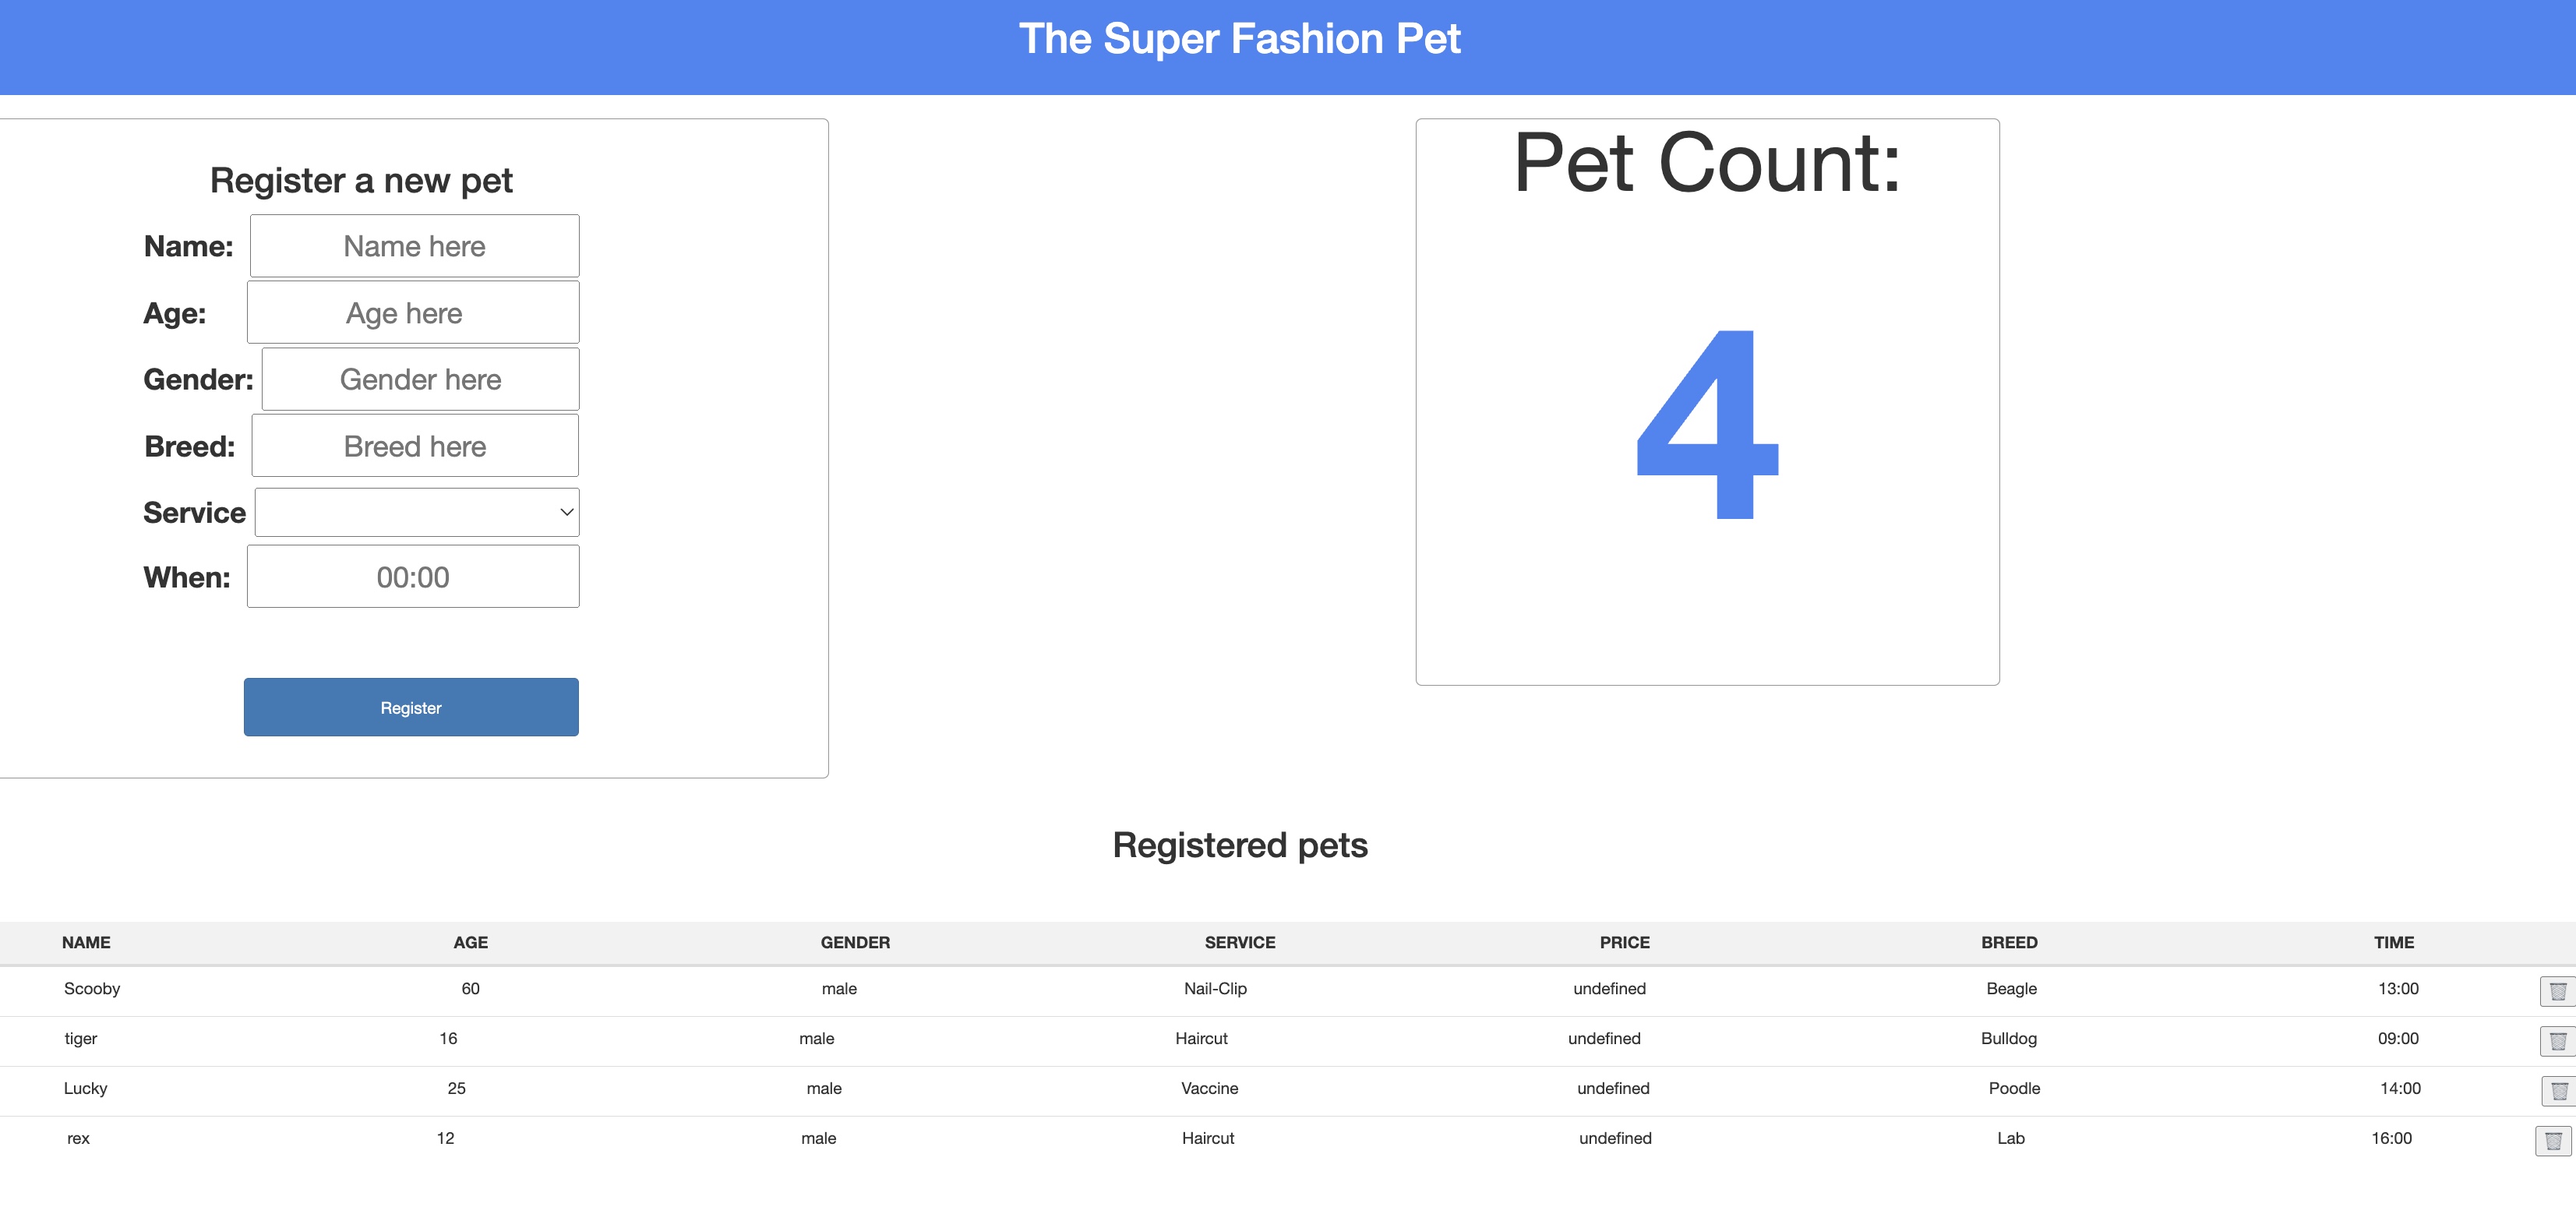 The Super Fashion Pet
Register a new pet
Name: Name here
Age: Age here
Gender: Gender here
Breed: Breed here
Service
When: 00:00
Register
Pet Count:
4
Registered pets
NAME AGE GENDER SERVICE PRICE BREED TIME
Scooby 60 male Nail-Clip undefined Beagle 13:00
tiger 16 male Haircut undefined Bulldog 09:00
Lucky 25 male Vaccine undefined Poodle 14:00
rex 12 male Haircut undefined Lab 16:00